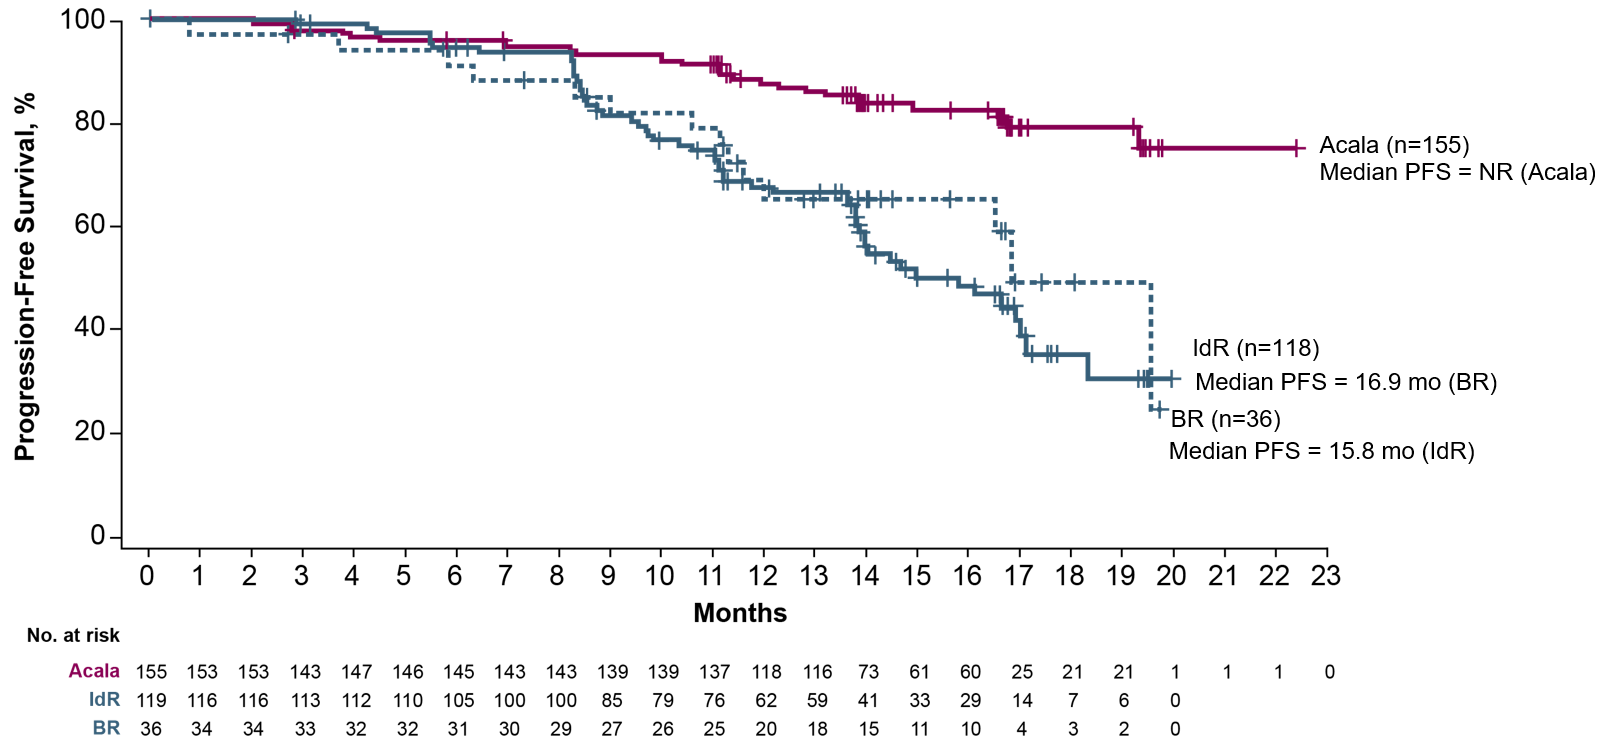 Progression-Free Survival, %
100
80
60
40
20
0
Acala (n=155)
Median PFS = NR (Acala)
IdR (n=118)
Median PFS = 16.9 mo (BR)
BR (n=36)
Median PFS = 15.8 mo (IdR)
0 1 2 3 4 5 6 7 8 9 10 11 12 13 14 15 16 17 18 19 20 21 22 23
Months
No. at risk
Acala 155 153 153 143 147 146 145 143 143 139 139 137 118 116 73 61 60 25 21 21 1 1 1 0
IdR 119 116 116 113 112 110 105 100 100 85 79 76 62 59 41 33 29 14 7 6 0
BR 36 34 34 33 32 32 31 30 29 27 26 25 20 18 15 11 10 4 3 2 0